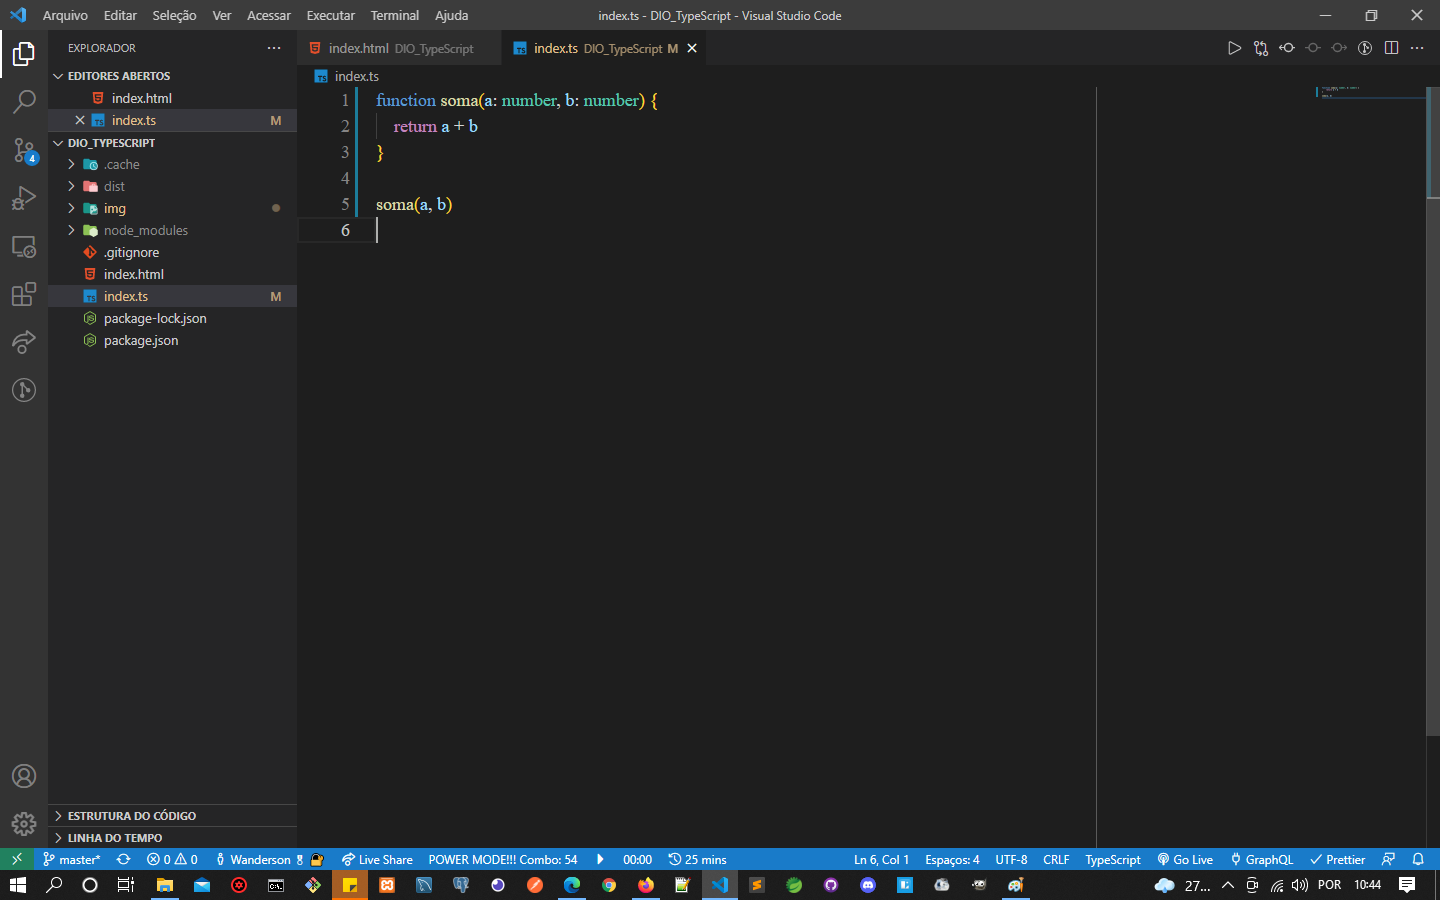 Arquivo Editar Seleção Ver Acessar Executar Terminal Ajuda
index.ts - DIO_TypeScript - Visual Studio Code
EXPLORADOR
EDITORES ABERTOS
index.html
index.ts M
DIO_TYPESCRIPT
.cache
dist
img
node_modules
.gitignore
index.html
index.ts M
package-lock.json
package.json
ESTRUTURA DO CÓDIGO
LINHA DO TEMPO
4
index.html DIO_TypeScript
index.ts DIO_TypeScript M
index.ts
1 function soma(a: number, b: number) {
2 return a + b
3 }
4
5 soma(a, b)
6
master* 0 0 Wanderson 8 Live Share POWER MODE!!! Combo: 54 00:00 25 mins Ln 6, Col 1 Espaços: 4 UTF-8 CRLF TypeScript Go Live GraphQL Prettier
27... POR 10:44